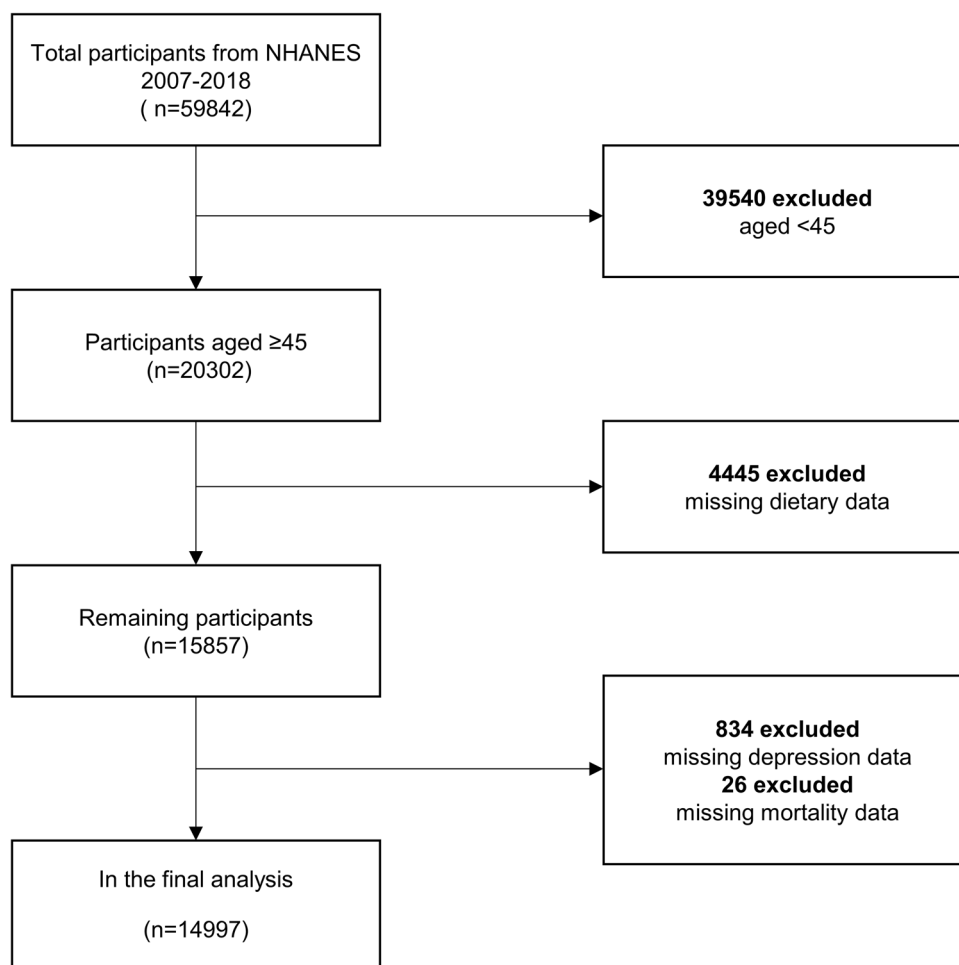 Total participants from NHANES
2007-2018
( n=59842)
39540 excluded
aged <45
Participants aged ≥45
(n=20302)
4445 excluded
missing dietary data
Remaining participants
(n=15857)
834 excluded
missing depression data
26 excluded
missing mortality data
In the final analysis
(n=14997)